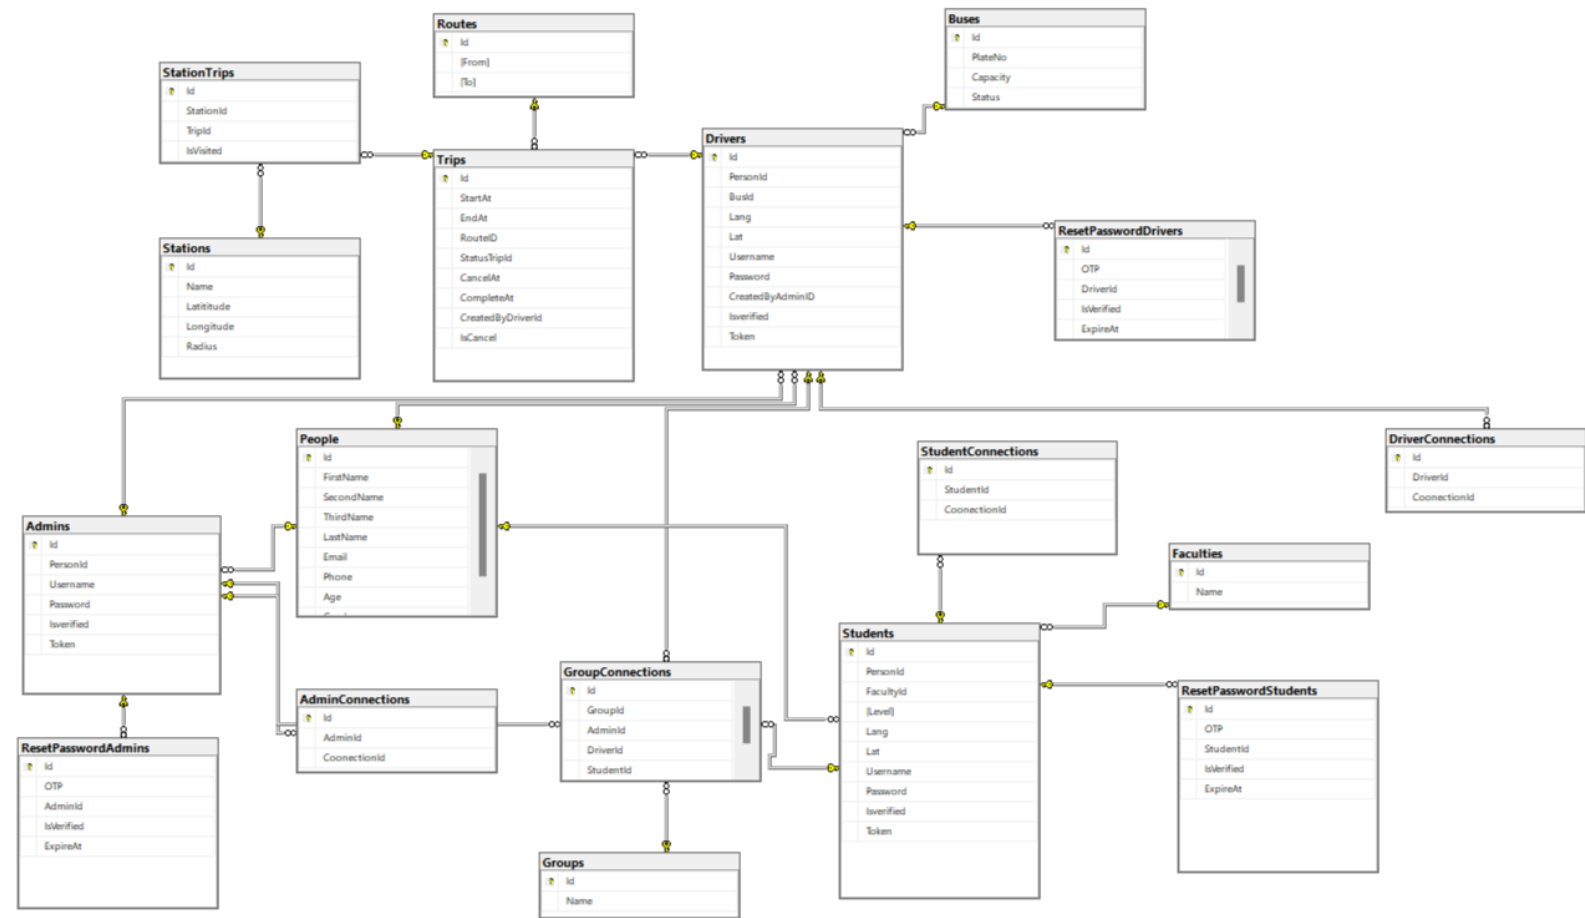 Routes
Id
[From]
[To]
Buses
Id
PlateNo
Capacity
Status
StationTrips
Id
StationId
TripId
IsVisited
Trips
Id
StartAt
EndAt
RouteID
StatusTripId
CancelAt
CompleteAt
CreatedByDriverId
IsCancel
Drivers
Id
PersonId
BusId
Lang
Lat
Username
Password
CreatedByAdminID
Isverified
Token
Stations
Id
Name
Latititude
Longitude
Radius
ResetPasswordDrivers
Id
OTP
DriverId
IsVerified
ExpireAt
People
Id
FirstName
SecondName
ThirdName
LastName
Email
Phone
Age
StudentConnections
Id
StudentId
CoonectionId
DriverConnections
Id
DriverId
CoonectionId
Admins
Id
PersonId
Username
Password
Isverified
Token
Faculties
Id
Name
Students
Id
PersonId
FacultyId
[Level]
Lang
Lat
Username
Password
Isverified
Token
GroupConnections
Id
GroupId
AdminId
DriverId
StudentId
AdminConnections
Id
AdminId
CoonectionId
ResetPasswordStudents
Id
OTP
StudentId
IsVerified
ExpireAt
ResetPasswordAdmins
Id
OTP
AdminId
IsVerified
ExpireAt
Groups
Id
Name